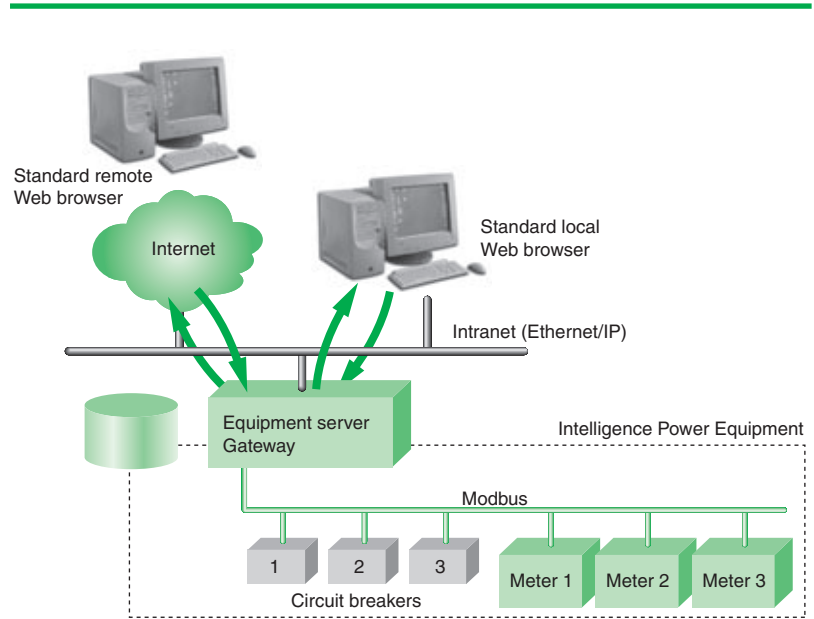 Standard remote
Web browser
Internet
Standard local
Web browser
Intranet (Ethernet/IP)
Equipment server
Gateway
Intelligence Power Equipment
Modbus
1
2
3
Meter 1
Meter 2
Meter 3
Circuit breakers